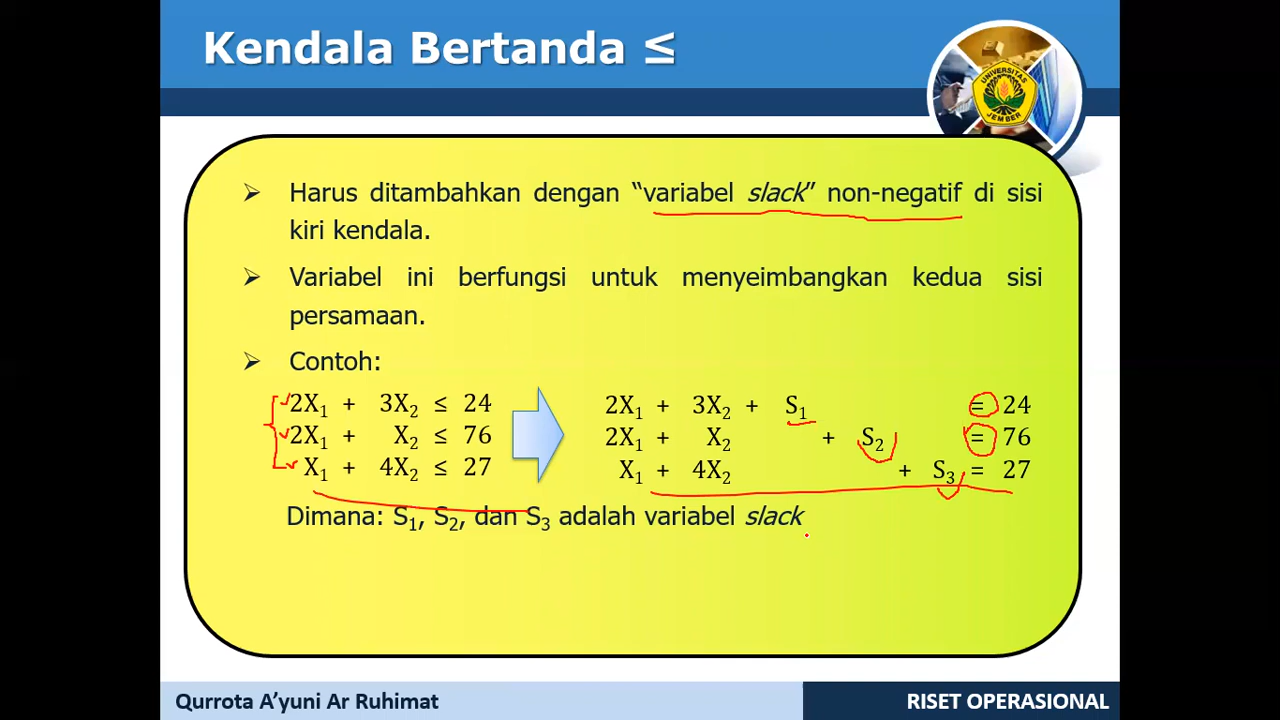 Kendala Bertanda ≤
UNIVERSITAS
JEMBER
➢ Harus ditambahkan dengan “variabel slack” non-negatif di sisi
kiri kendala.
➢ Variabel ini berfungsi untuk menyeimbangkan kedua sisi
persamaan.
➢ Contoh:
2X₁ + 3X₂ ≤ 24
2X₁ + X₂ ≤ 76
X₁ + 4X₂ ≤ 27
2X₁ + 3X₂ + S₁ = 24
2X₁ + X₂ + S₂ = 76
X₁ + 4X₂ + S₃ = 27
Dimana: S₁, S₂, dan S₃ adalah variabel slack
Qurrota A’yuni Ar Ruhimat
RISET OPERASIONAL